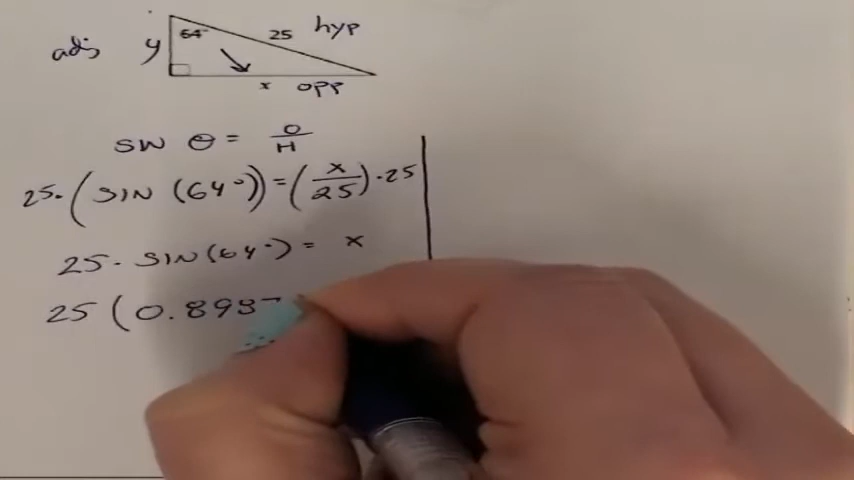 64° 25 hyp
adj y
x opp
sin θ = O/H
25·(sin (64°)) = (x/25)·25
25·sin(64°) = x
25 (0.898